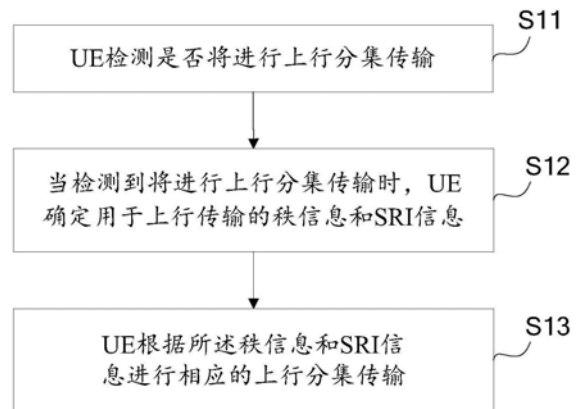 S11
UE检测是否将进行上行分集传输
S12
当检测到将进行上行分集传输时，UE
确定用于上行传输的秩信息和SRI信息
S13
UE根据所述秩信息和SRI信
息进行相应的上行分集传输